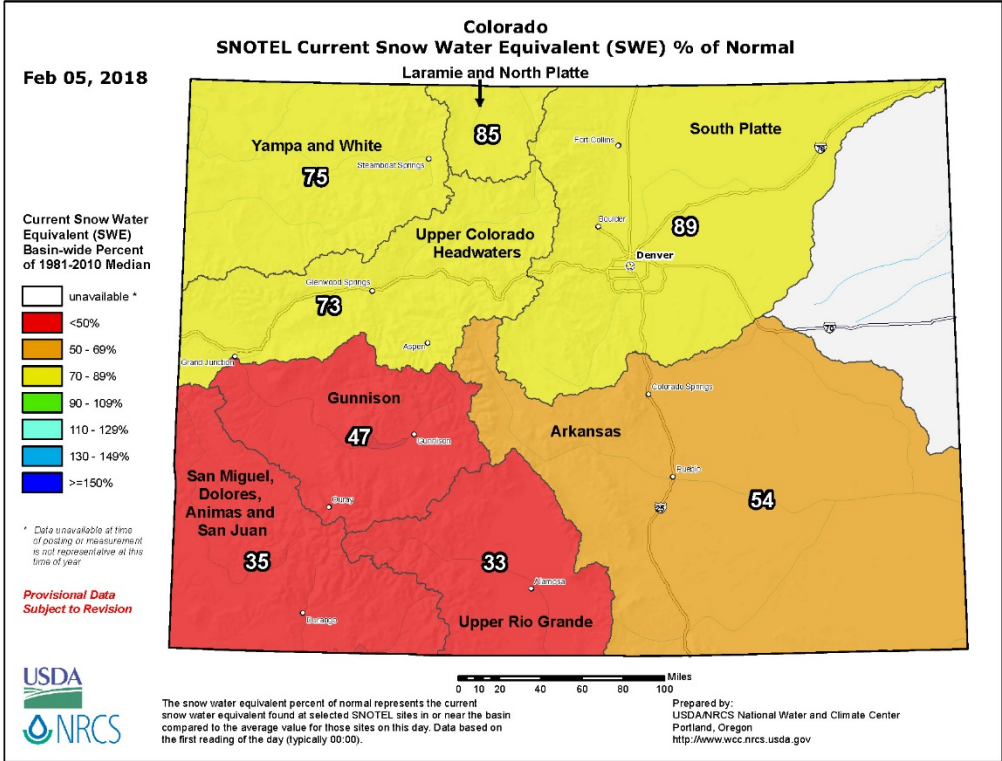 Colorado
SNOTEL Current Snow Water Equivalent (SWE) % of Normal
Feb 05, 2018
Laramie and North Platte
85
South Platte
Fort Collins
Yampa and White
75
Steamboat Springs
76
Boulder
89
Denver
Upper Colorado
Headwaters
Glenwood Springs
73
Aspen
Grand Junction
70
Current Snow Water
Equivalent (SWE)
Basin-wide Percent
of 1981-2010 Median
unavailable *
<50%
50 - 69%
70 - 89%
90 - 109%
110 - 129%
130 - 149%
>=150%
* Data unavailable at time
of posting or measurement
is not representative at this
time of year
Provisional Data
Subject to Revision
Gunnison
47
Gunnison
Colorado Springs
Arkansas
Pueblo
54
25
San Miguel,
Dolores,
Animas and
San Juan
35
Ouray
Durango
33
Alamosa
Upper Rio Grande
Miles
0 10 20 40 60 80 100
USDA
NRCS
The snow water equivalent percent of normal represents the current
snow water equivalent found at selected SNOTEL sites in or near the basin
compared to the average value for those sites on this day. Data based on
the first reading of the day (typically 00:00).
Prepared by:
USDA/NRCS National Water and Climate Center
Portland, Oregon
http://www.wcc.nrcs.usda.gov